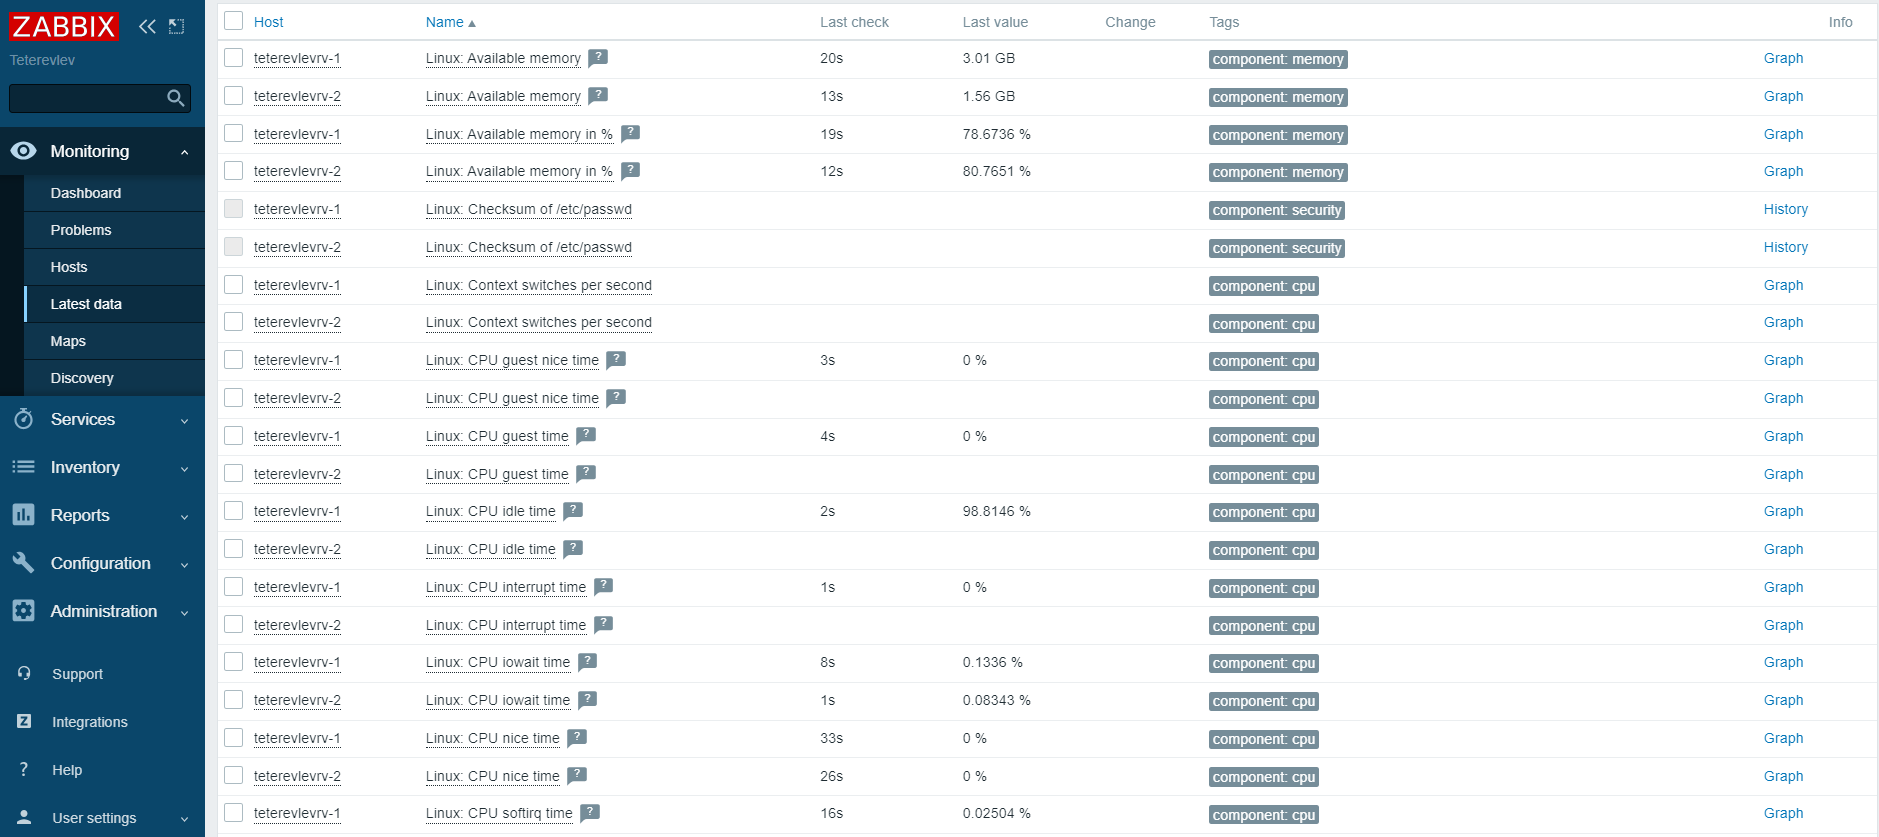 ZABBIX
Teterevlev
Monitoring
Dashboard
Problems
Hosts
Latest data
Maps
Discovery
Services
Inventory
Reports
Configuration
Administration
Support
Z Integrations
? Help
User settings
Host Name Last check Last value Change Tags Info
teterevlevrv-1 Linux: Available memory ? 20s 3.01 GB component: memory Graph
teterevlevrv-2 Linux: Available memory ? 13s 1.56 GB component: memory Graph
teterevlevrv-1 Linux: Available memory in % ? 19s 78.6736 % component: memory Graph
teterevlevrv-2 Linux: Available memory in % ? 12s 80.7651 % component: memory Graph
teterevlevrv-1 Linux: Checksum of /etc/passwd component: security History
teterevlevrv-2 Linux: Checksum of /etc/passwd component: security History
teterevlevrv-1 Linux: Context switches per second component: cpu Graph
teterevlevrv-2 Linux: Context switches per second component: cpu Graph
teterevlevrv-1 Linux: CPU guest nice time ? 3s 0 % component: cpu Graph
teterevlevrv-2 Linux: CPU guest nice time ? component: cpu Graph
teterevlevrv-1 Linux: CPU guest time ? 4s 0 % component: cpu Graph
teterevlevrv-2 Linux: CPU guest time ? component: cpu Graph
teterevlevrv-1 Linux: CPU idle time ? 2s 98.8146 % component: cpu Graph
teterevlevrv-2 Linux: CPU idle time ? component: cpu Graph
teterevlevrv-1 Linux: CPU interrupt time ? 1s 0 % component: cpu Graph
teterevlevrv-2 Linux: CPU interrupt time ? component: cpu Graph
teterevlevrv-1 Linux: CPU iowait time ? 8s 0.1336 % component: cpu Graph
teterevlevrv-2 Linux: CPU iowait time ? 1s 0.08343 % component: cpu Graph
teterevlevrv-1 Linux: CPU nice time ? 33s 0 % component: cpu Graph
teterevlevrv-2 Linux: CPU nice time ? 26s 0 % component: cpu Graph
teterevlevrv-1 Linux: CPU softirq time ? 16s 0.02504 % component: cpu Graph